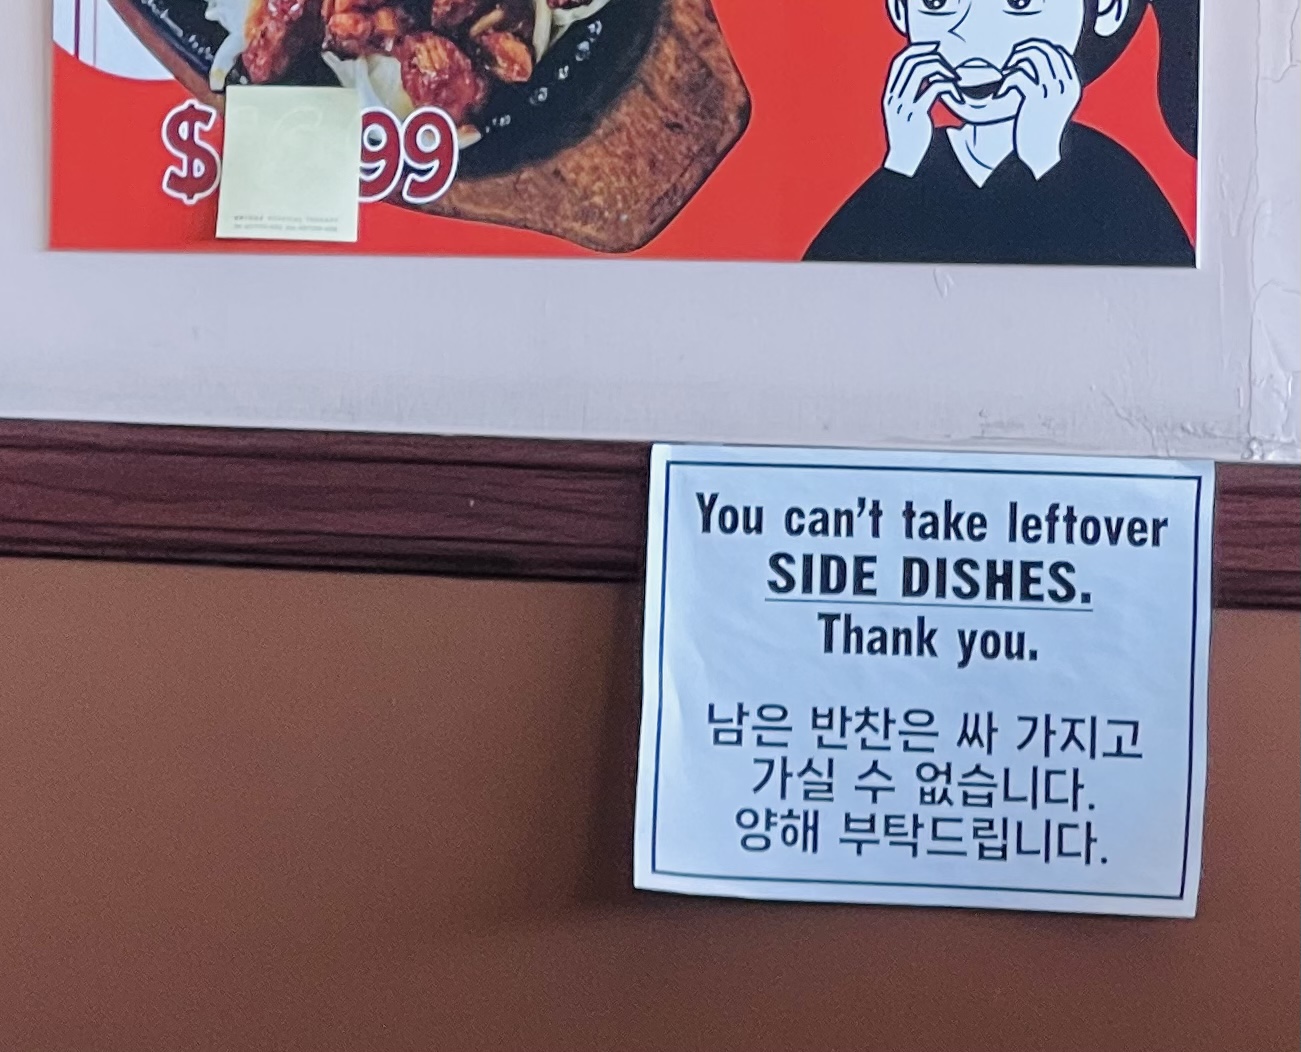 $ 99
You can't take leftover
SIDE DISHES.
Thank you.
남은 반찬은 싸 가지고
가실 수 없습니다.
양해 부탁드립니다.